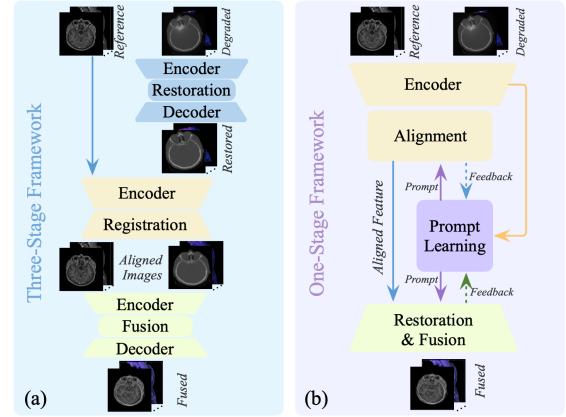 Three-Stage Framework
Reference
Degraded
Encoder
Restoration
Decoder
Restored
Encoder
Registration
Aligned
Images
Encoder
Fusion
Decoder
Fused
(a)
One-Stage Framework
Reference
Degraded
Encoder
Alignment
Prompt
Feedback
Aligned Feature
Prompt
Learning
Prompt
Feedback
Restoration
& Fusion
Fused
(b)